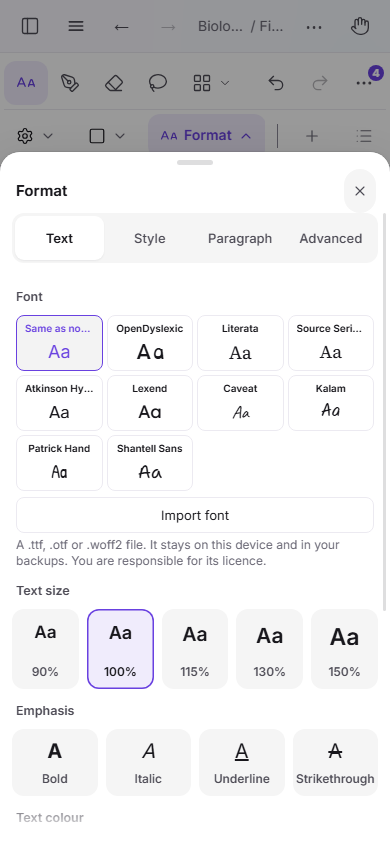 Biolo... / Fi...
4
Aa
Aa Format
Format
Text
Style
Paragraph
Advanced
Font
Same as no...
Aa
OpenDyslexic
Aa
Literata
Aa
Source Seri...
Aa
Atkinson Hy...
Aa
Lexend
Aa
Caveat
Aa
Kalam
Aa
Patrick Hand
Aa
Shantell Sans
Aa
Import font
A .ttf, .otf or .woff2 file. It stays on this device and in your
backups. You are responsible for its licence.
Text size
Aa
90%
Aa
100%
Aa
115%
Aa
130%
Aa
150%
Emphasis
A
Bold
A
Italic
A
Underline
A
Strikethrough
Text colour